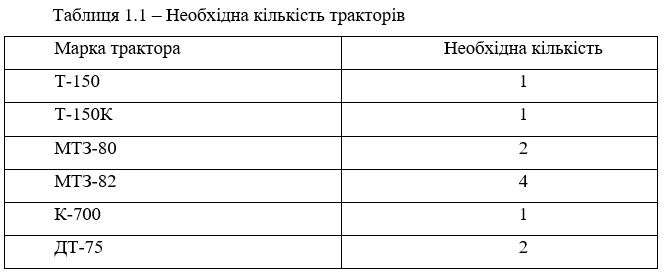 Таблиця 1.1 – Необхідна кількість тракторів
Марка трактора Необхідна кількість
Т-150 1
Т-150К 1
МТЗ-80 2
МТЗ-82 4
К-700 1
ДТ-75 2